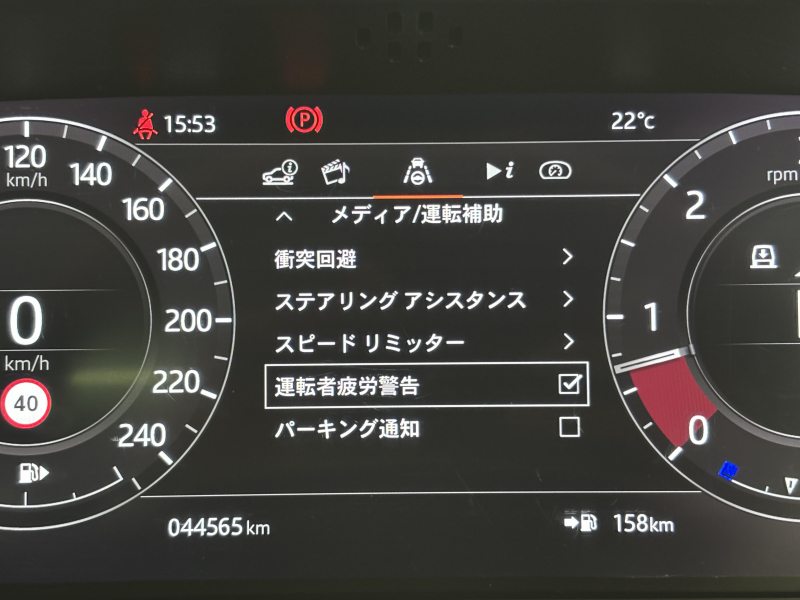 15:53
P
22℃
i
i
メディア/運転補助
衝突回避
ステアリング アシスタンス
スピード リミッター
運転者疲労警告
パーキング通知
120
km/h
140
160
180
200
220
240
0
km/h
40
rpm
2
1
0
044565 km
158km